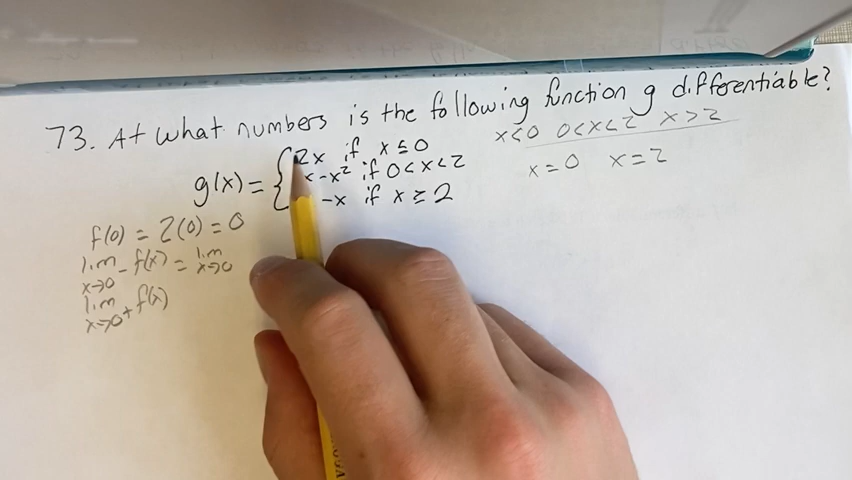 73. At what numbers is the following function g differentiable?
x<0 0<x<2 x>2
2x if x ≤ 0
x=0 x=2
g(x) = { -x² if 0<x<2
-x if x ≥ 2
f(0) = 2(0) = 0
lim x→0⁻ f(x) = lim x→0
lim x→0⁺ f(x)